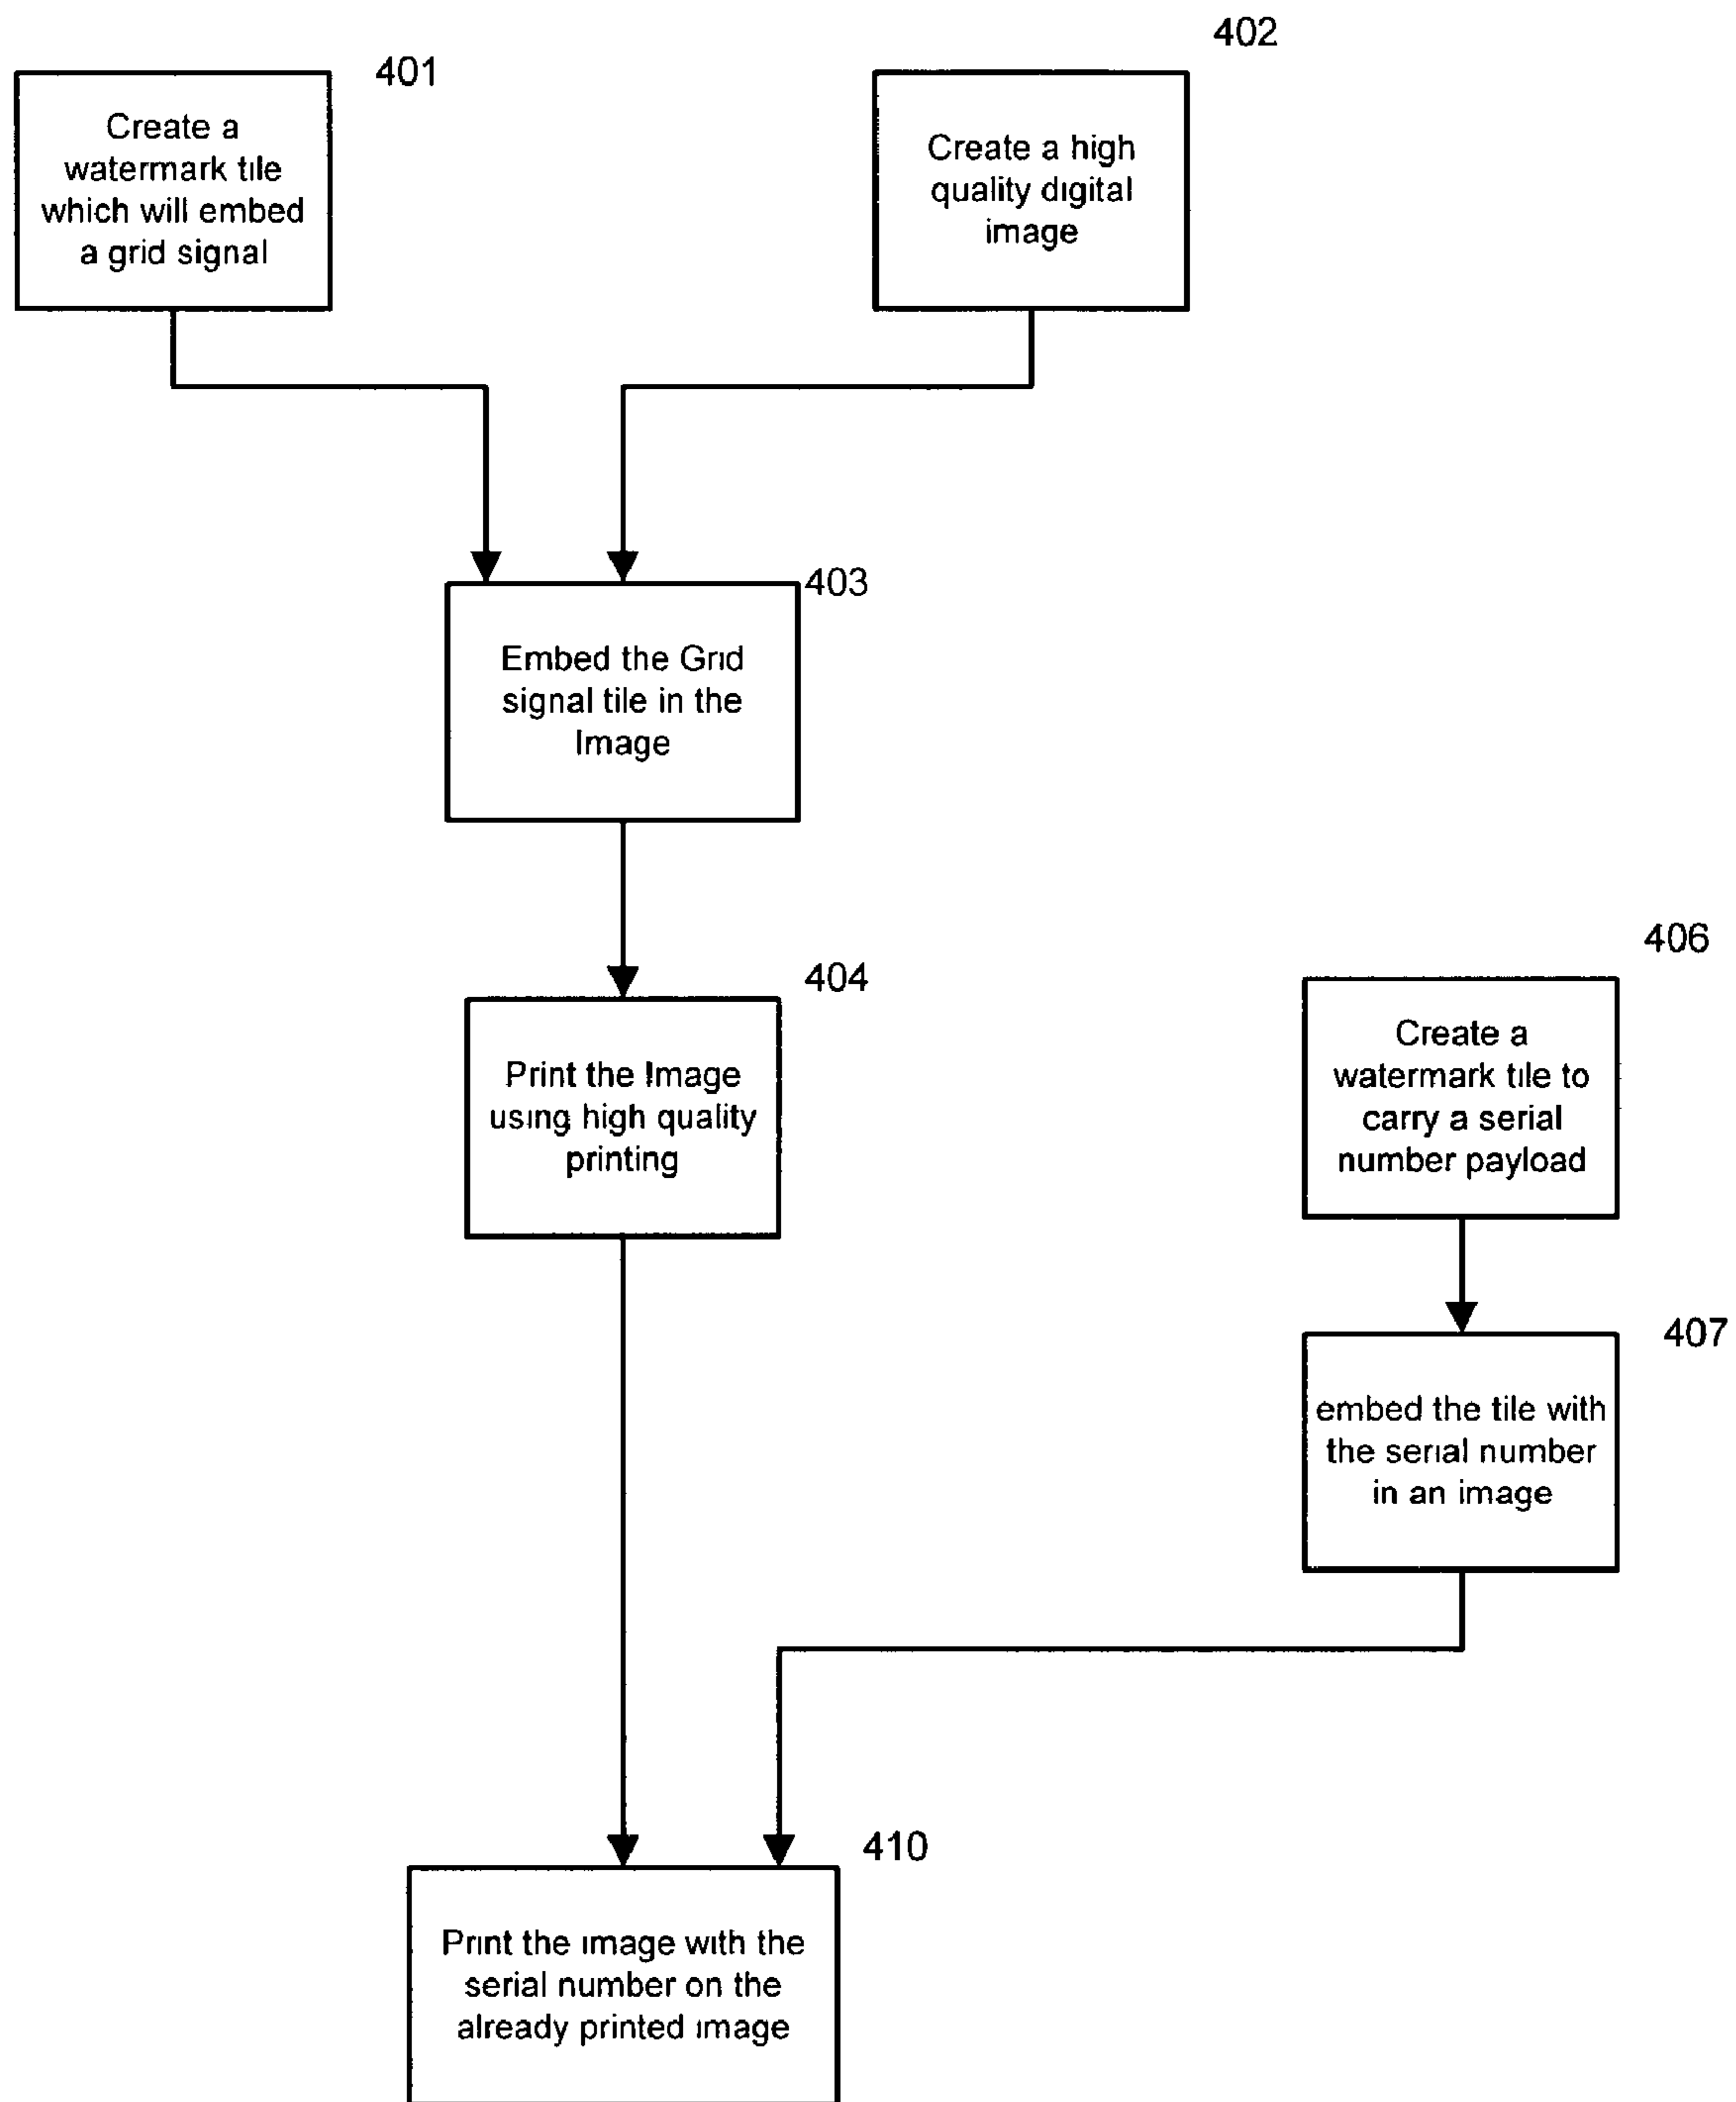 401
Create a
watermark tile
which will embed
a grid signal
402
Create a high
quality digital
image
403
Embed the Grid
signal tile in the
Image
404
Print the Image
using high quality
printing
406
Create a
watermark tile to
carry a serial
number payload
407
embed the tile with
the serial number
in an image
410
Print the image with the
serial number on the
already printed image